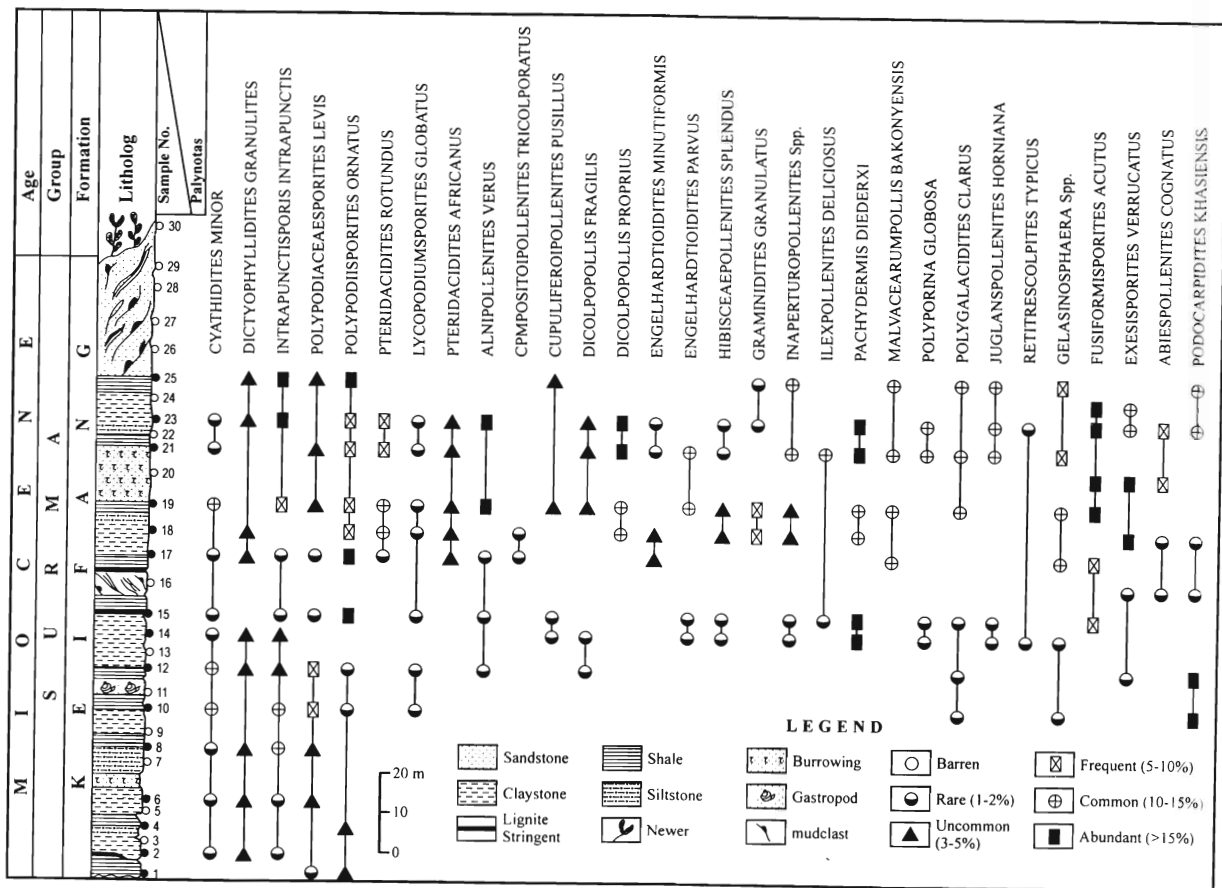 Age
Group
Formation
Litholog
Sample No.
Palynotas
MIOCENE
SURMA
KEIFANG
30
29
28
27
26
25
24
23
22
21
20
19
18
17
16
15
14
13
12
11
10
9
8
7
6
5
4
3
2
1
CYATHIDITES MINOR
DICTYOPHYLLIDITES GRANULITES
INTRAPUNCTISPORIS INTRAPUNCTIS
POLYPODIACEAESPORITES LEVIS
POLYPODIISPORITES ORNATUS
PTERIDACIDITES ROTUNDUS
LYCOPODIUMSPORITES GLOBATUS
PTERIDACIDITES AFRICANUS
ALNIPOLLENITES VERUS
CPMPOSITOIPOLLENITES TRICOLPORATUS
CUPULIFEROIPOLLENITES PUSILLUS
DICOLPOPOLLIS FRAGILIS
DICOLPOPOLLIS PROPRIUS
ENGELHARDTIOIDITES MINUTIFORMIS
ENGELHARDTIOIDITES PARVUS
HIBISCEAEPOLLENITES SPLENDUS
GRAMINIDITES GRANULATUS
INAPERTUROPOLLENITES Spp.
ILEXPOLLENITES DELICIOSUS
PACHYDERMIS DIEDERXI
MALVACEARUMPOLLIS BAKONYENSIS
POLYPORINA GLOBOSA
POLYGALACIDITES CLARUS
JUGLANSPOLLENITES HORNIANA
RETITRESCOLPITES TYPICUS
GELASINOSPHAERA Spp.
FUSIFORMISPORITES ACUTUS
EXESISPORITES VERRUCATUS
ABIESPOLLENITES COGNATUS
PODOCARPIDITES KHASIENSIS
20 m
10
0
LEGEND
Sandstone
Shale
Burrowing
Barren
Frequent (5-10%)
Claystone
Siltstone
Gastropod
Rare (1-2%)
Common (10-15%)
Lignite
Stringent
Newer
mudclast
Uncommon
(3-5%)
Abundant (>15%)